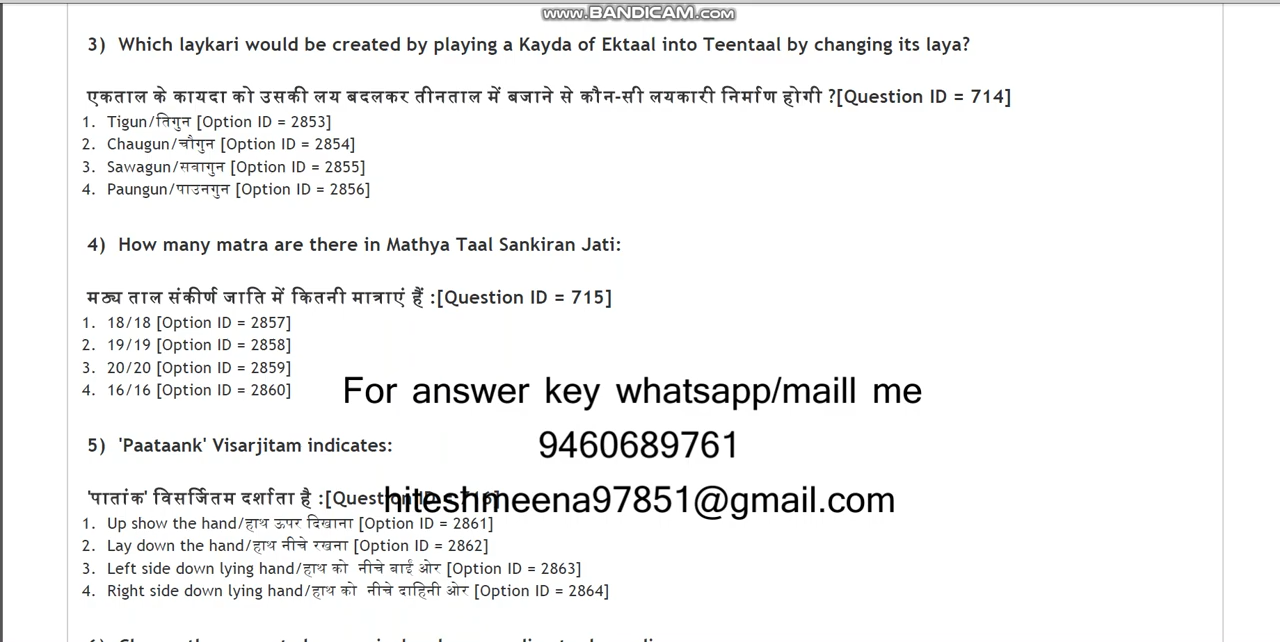 www.BANDICAM.com
3) Which laykari would be created by playing a Kayda of Ektaal into Teentaal by changing its laya?
एकताल के कायदा को उसकी लय बदलकर तीनताल में बजाने से कौन-सी लयकारी निर्माण होगी ?[Question ID = 714]
1. Tigun/तिगुन [Option ID = 2853]
2. Chaugun/चौगुन [Option ID = 2854]
3. Sawagun/सवागुन [Option ID = 2855]
4. Paungun/पाउनगुन [Option ID = 2856]
4) How many matra are there in Mathya Taal Sankiran Jati:
मठ्य ताल संकीर्ण जाति में कितनी मात्राएं हैं :[Question ID = 715]
1. 18/18 [Option ID = 2857]
2. 19/19 [Option ID = 2858]
3. 20/20 [Option ID = 2859]
4. 16/16 [Option ID = 2860]
For answer key whatsapp/maill me
5) 'Paataank' Visarjitam indicates:
9460689761
'पातांक' विसर्जितम दर्शाता है :[Question
hiteshmeena97851@gmail.com
1. Up show the hand/हाथ ऊपर दिखाना [Option ID = 2861]
2. Lay down the hand/हाथ नीचे रखना [Option ID = 2862]
3. Left side down lying hand/हाथ को नीचे बाईं ओर [Option ID = 2863]
4. Right side down lying hand/हाथ को नीचे दाहिनी ओर [Option ID = 2864]